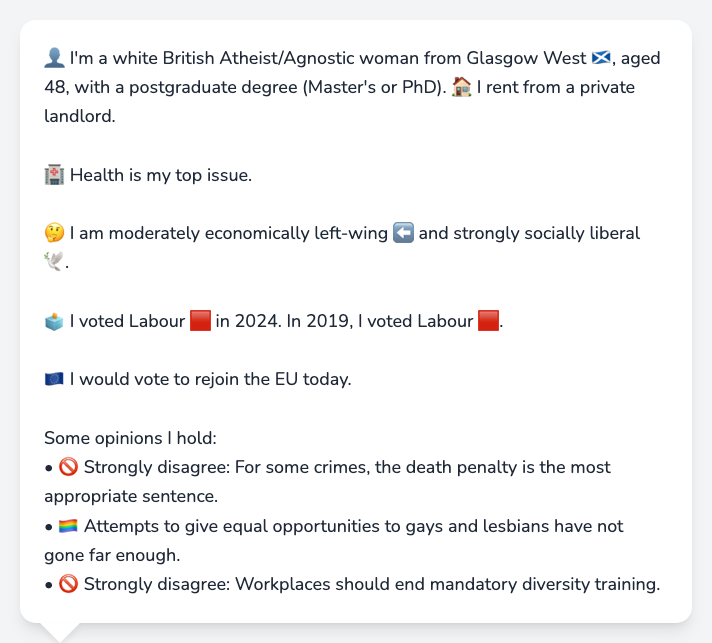 👤 I'm a white British Atheist/Agnostic woman from Glasgow West 🏴󠁧󠁢󠁳󠁣󠁴󠁿, aged
48, with a postgraduate degree (Master's or PhD). 🏠 I rent from a private
landlord.
🏥 Health is my top issue.
🤔 I am moderately economically left-wing ⬅️ and strongly socially liberal
🕊️.
🗳️ I voted Labour 🟥 in 2024. In 2019, I voted Labour 🟥.
🇪🇺 I would vote to rejoin the EU today.
Some opinions I hold:
• 🚫 Strongly disagree: For some crimes, the death penalty is the most
appropriate sentence.
• 🏳️‍🌈 Attempts to give equal opportunities to gays and lesbians have not
gone far enough.
• 🚫 Strongly disagree: Workplaces should end mandatory diversity training.